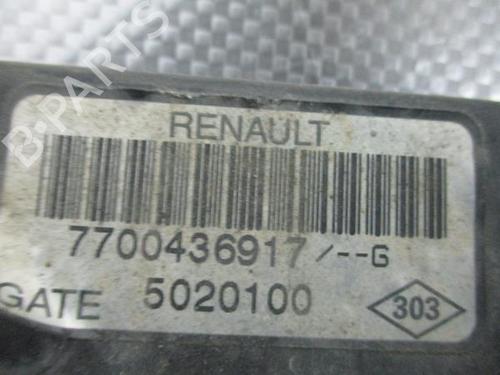 B-PARTS
RENAULT
7700436917/--G
GATE 5020100
303